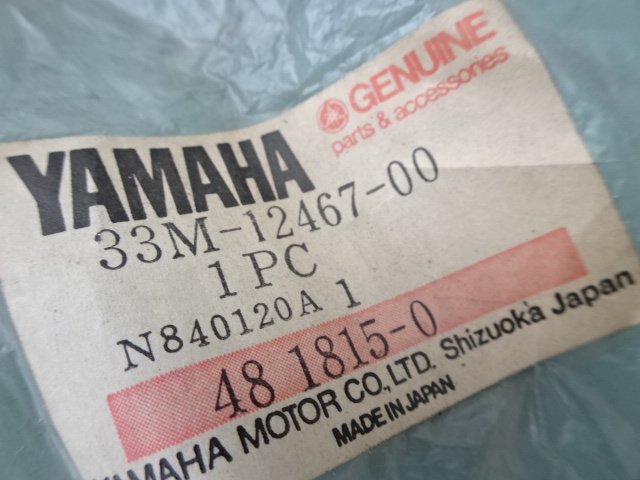 GENUINE
parts & accessories
YAMAHA
33M-12467-00
1 PC
N840120A 1
48 1815-0
YAMAHA MOTOR CO., LTD. Shizuoka Japan
MADE IN JAPAN